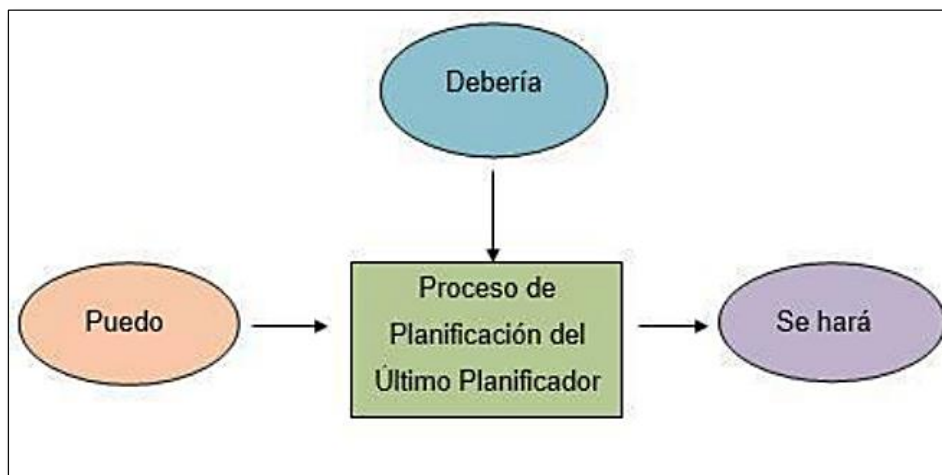 Debería
Puedo
Proceso de
Planificación del
Último Planificador
Se hará